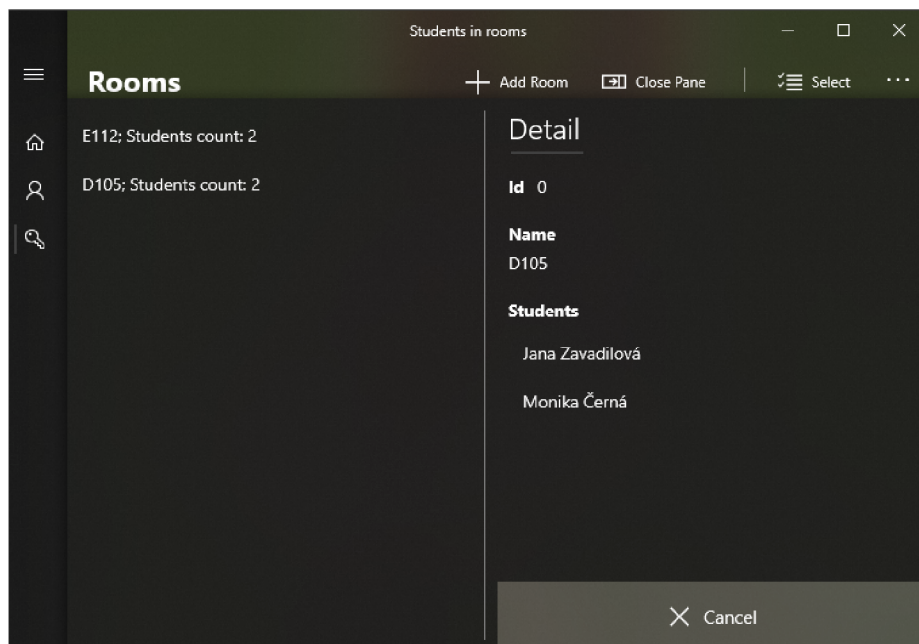 Students in rooms
Rooms
Add Room
Close Pane
Select
E112; Students count: 2
D105; Students count: 2
Detail
Id 0
Name
D105
Students
Jana Zavadilová
Monika Černá
Cancel